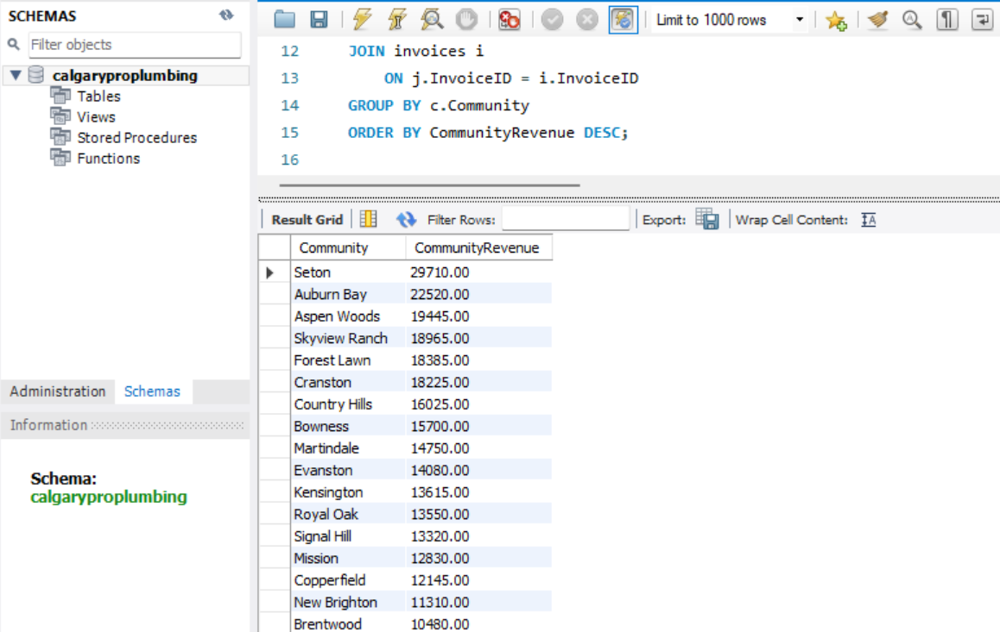 SCHEMAS
Filter objects
calgaryproplumbing
Tables
Views
Stored Procedures
Functions
Administration Schemas
Information
Schema:
calgaryproplumbing
Limit to 1000 rows
12 JOIN invoices i
13 ON j.InvoiceID = i.InvoiceID
14 GROUP BY c.Community
15 ORDER BY CommunityRevenue DESC;
16
Result Grid Filter Rows: Export: Wrap Cell Content: IA
Community CommunityRevenue
Seton 29710.00
Auburn Bay 22520.00
Aspen Woods 19445.00
Skyview Ranch 18965.00
Forest Lawn 18385.00
Cranston 18225.00
Country Hills 16025.00
Bowness 15700.00
Martindale 14750.00
Evanston 14080.00
Kensington 13615.00
Royal Oak 13550.00
Signal Hill 13320.00
Mission 12830.00
Copperfield 12145.00
New Brighton 11310.00
Brentwood 10480.00